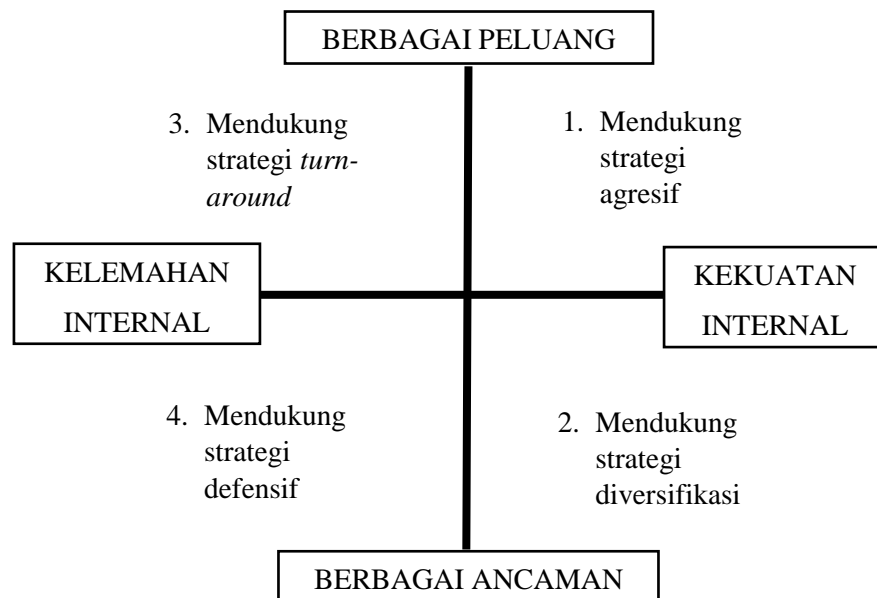 BERBAGAI PELUANG
3. Mendukung
strategi turn-
around
1. Mendukung
strategi
agresif
KELEMAHAN
INTERNAL
KEKUATAN
INTERNAL
4. Mendukung
strategi
defensif
2. Mendukung
strategi
diversifikasi
BERBAGAI ANCAMAN